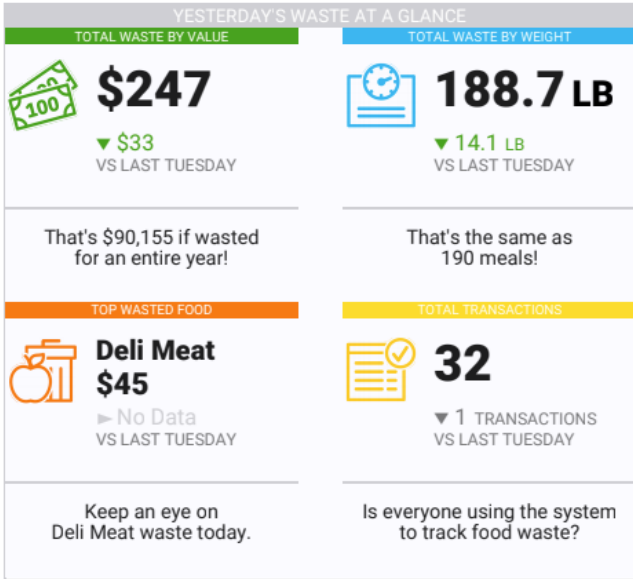 YESTERDAY'S WASTE AT A GLANCE
TOTAL WASTE BY VALUE
100
$247
▼ $33
VS LAST TUESDAY
That's $90,155 if wasted
for an entire year!
TOTAL WASTE BY WEIGHT
188.7 LB
▼ 14.1 LB
VS LAST TUESDAY
That's the same as
190 meals!
TOP WASTED FOOD
Deli Meat
$45
► No Data
VS LAST TUESDAY
Keep an eye on
Deli Meat waste today.
TOTAL TRANSACTIONS
32
▼ 1 TRANSACTIONS
VS LAST TUESDAY
Is everyone using the system
to track food waste?